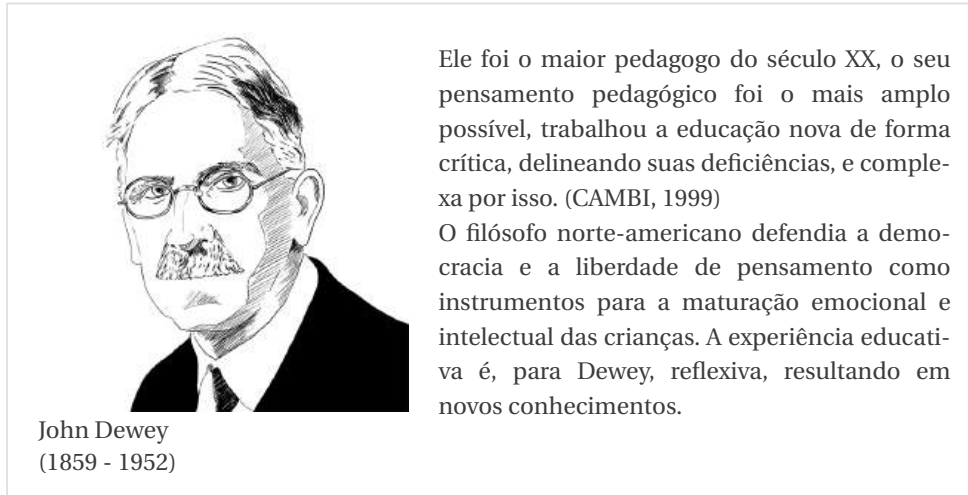 Ele foi o maior pedagogo do século XX, o seu
pensamento pedagógico foi o mais amplo
possível, trabalhou a educação nova de forma
crítica, delineando suas deficiências, e comple-
xa por isso. (CAMBI, 1999)
O filósofo norte-americano defendia a demo-
cracia e a liberdade de pensamento como
instrumentos para a maturação emocional e
intelectual das crianças. A experiência educati-
va é, para Dewey, reflexiva, resultando em
novos conhecimentos.
John Dewey
(1859 - 1952)